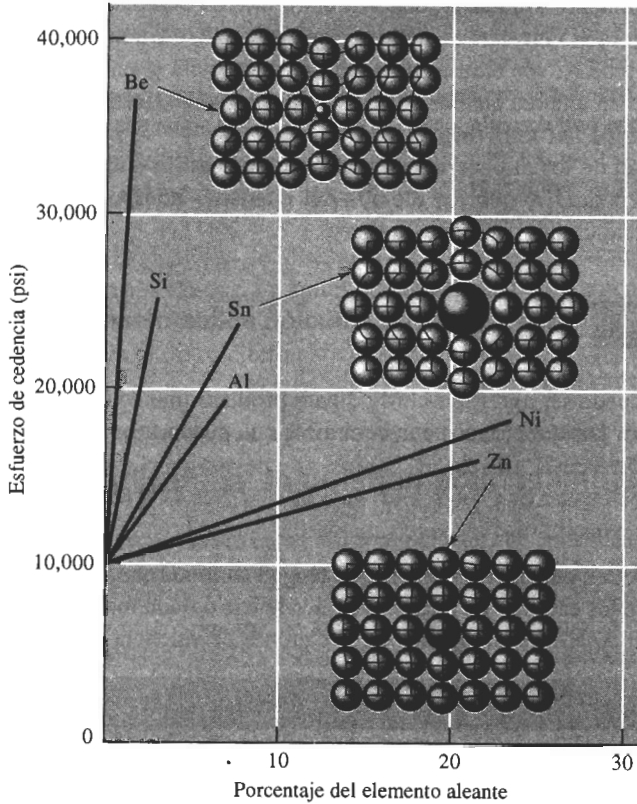 40,000
Be
30,000
Si
Sn
Al
20,000
Ni
Zn
10,000
0
10
20
30
Esfuerzo de cedencia (psi)
Porcentaje del elemento aleante